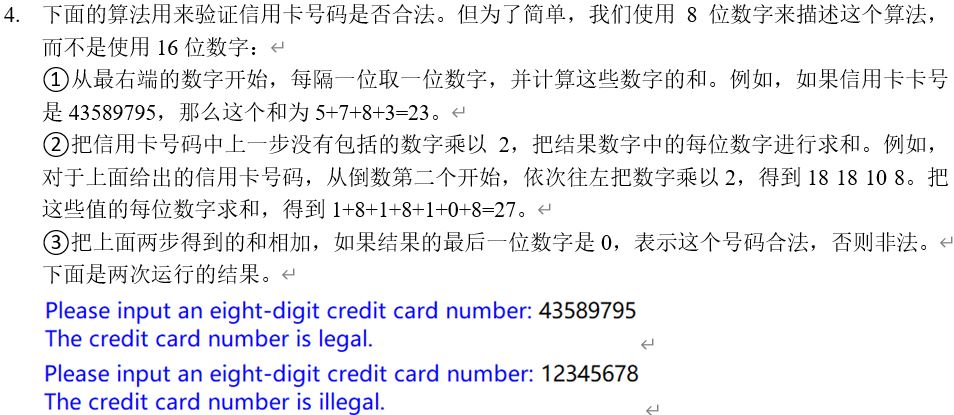 4. 下面的算法用来验证信用卡号码是否合法。但为了简单，我们使用 8 位数字来描述这个算法，
而不是使用 16 位数字：↵
①从最右端的数字开始，每隔一位取一位数字，并计算这些数字的和。例如，如果信用卡卡号
是 43589795，那么这个和为 5+7+8+3=23。↵
②把信用卡号码中上一步没有包括的数字乘以 2，把结果数字中的每位数字进行求和。例如，
对于上面给出的信用卡号码，从倒数第二个开始，依次往左把数字乘以 2，得到 18 18 10 8。把
这些值的每位数字求和，得到 1+8+1+8+1+0+8=27。↵
③把上面两步得到的和相加，如果结果的最后一位数字是 0，表示这个号码合法，否则非法。↵
下面是两次运行的结果。↵
Please input an eight-digit credit card number: 43589795
The credit card number is legal. ↵
Please input an eight-digit credit card number: 12345678
The credit card number is illegal. ↵